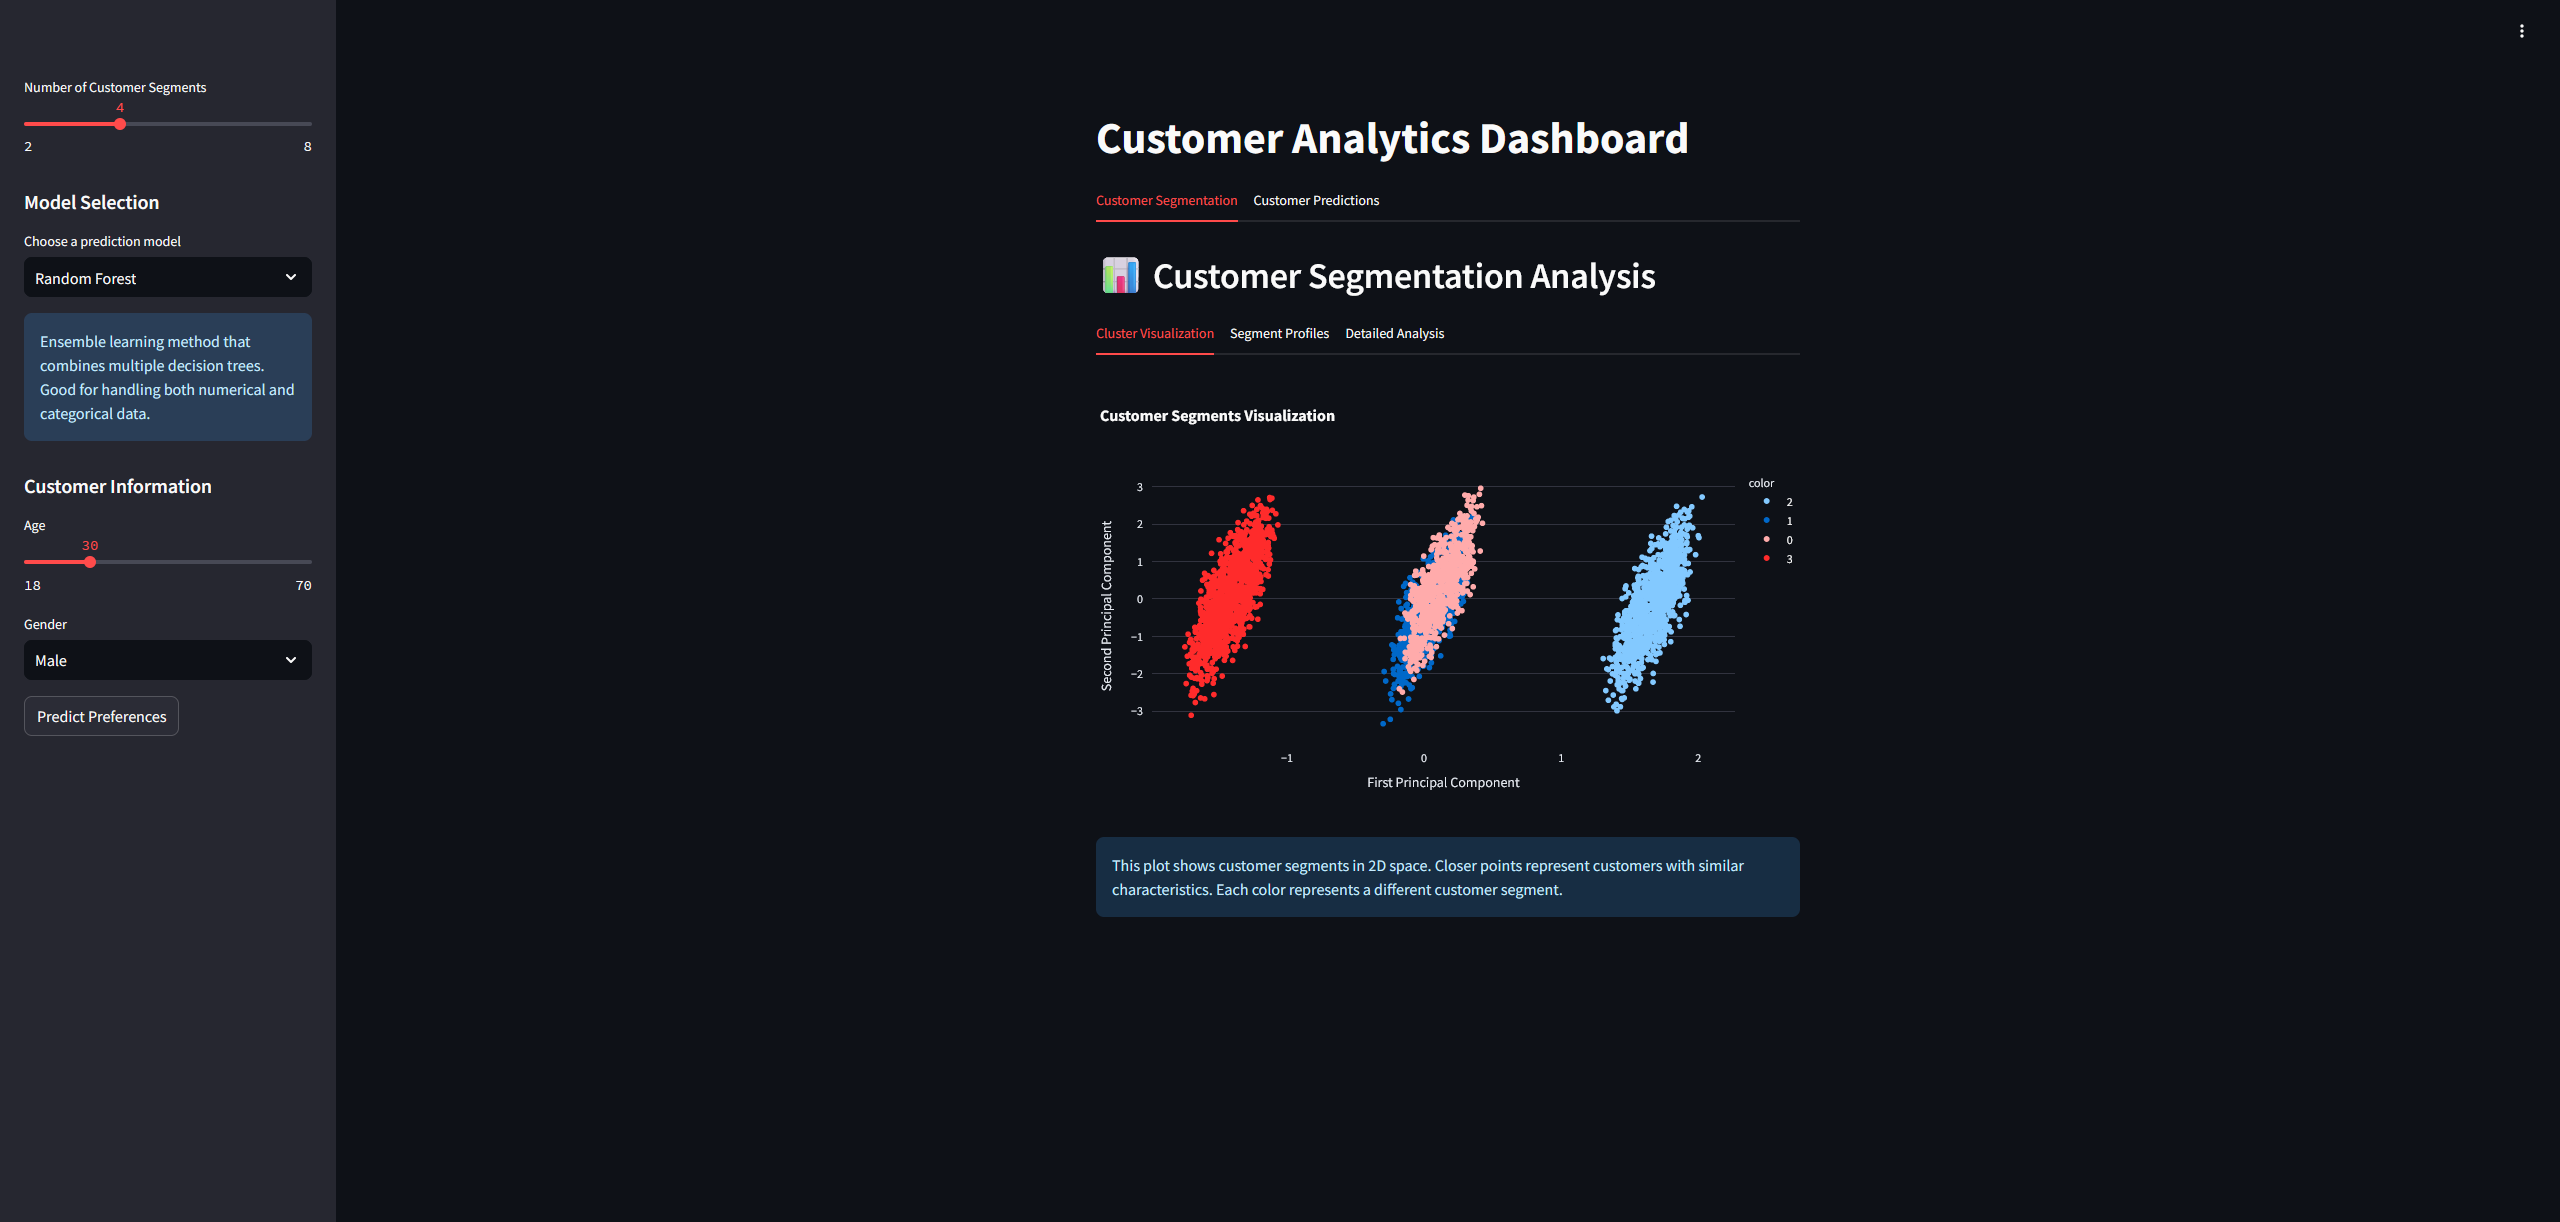 Number of Customer Segments
4
2 8
Model Selection
Choose a prediction model
Random Forest
Ensemble learning method that
combines multiple decision trees.
Good for handling both numerical and
categorical data.
Customer Information
Age
30
18 70
Gender
Male
Predict Preferences
Customer Analytics Dashboard
Customer Segmentation Customer Predictions
Customer Segmentation Analysis
Cluster Visualization Segment Profiles Detailed Analysis
Customer Segments Visualization
Second Principal Component
3
2
1
0
−1
−2
−3
−1 0 1 2
First Principal Component
color
2
1
0
3
This plot shows customer segments in 2D space. Closer points represent customers with similar
characteristics. Each color represents a different customer segment.